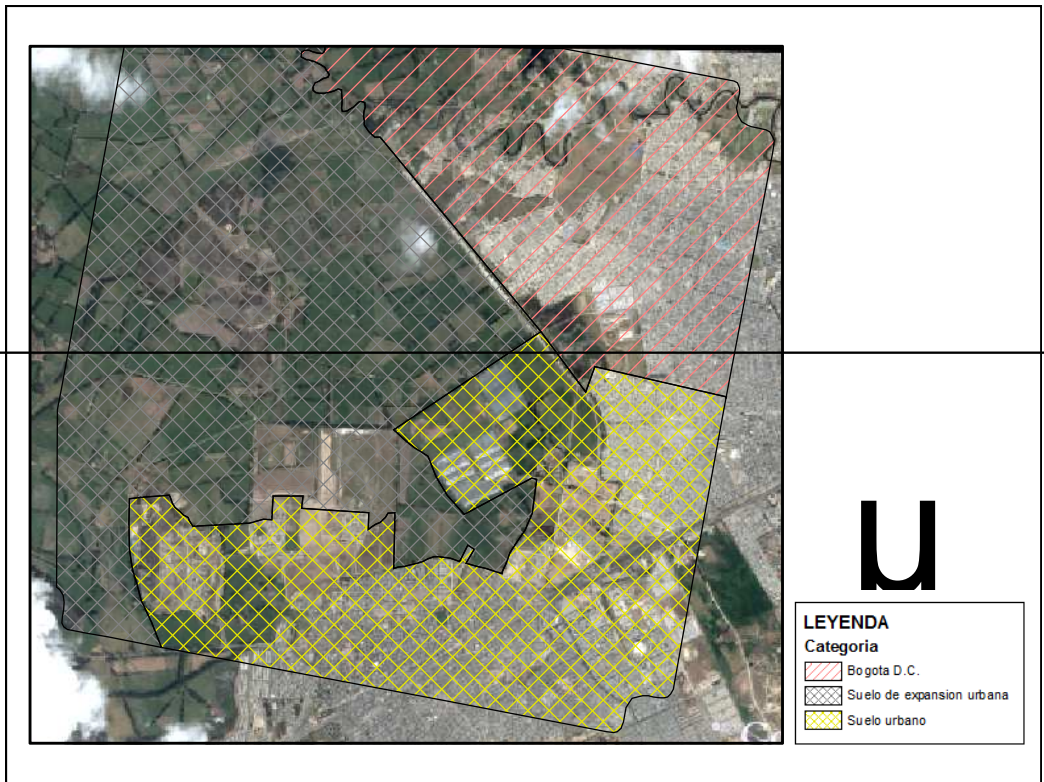 u
LEYENDA
Categoria
Bogota D.C.
Suelo de expansion urbana
Suelo urbano